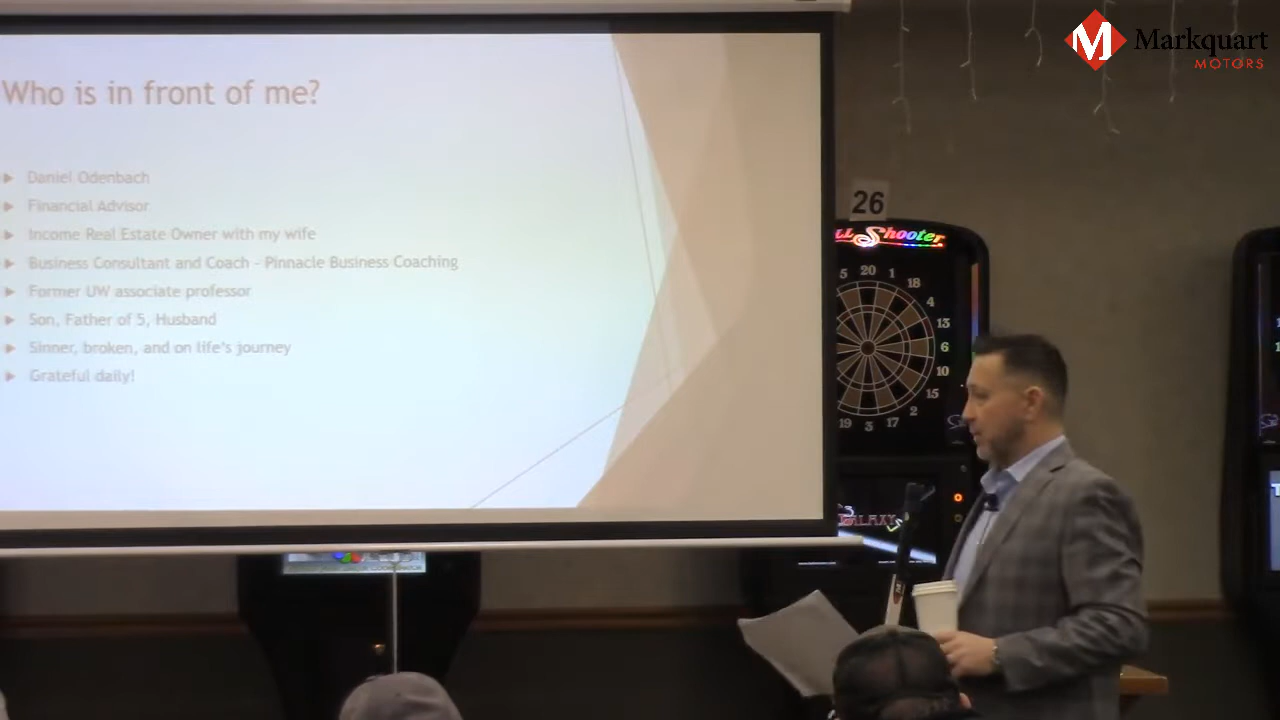 Markquart
MOTORS
Who is in front of me?
Daniel Odenbach
Financial Advisor
Income Real Estate Owner with my wife
Business Consultant and Coach - Pinnacle Business Coaching
Former UW associate professor
Son, Father of 5, Husband
Sinner, broken, and on life's journey
Grateful daily!
26
Shooter
5 20 1 18 4 13 6 10 15 2 17 3 19
GALAXY